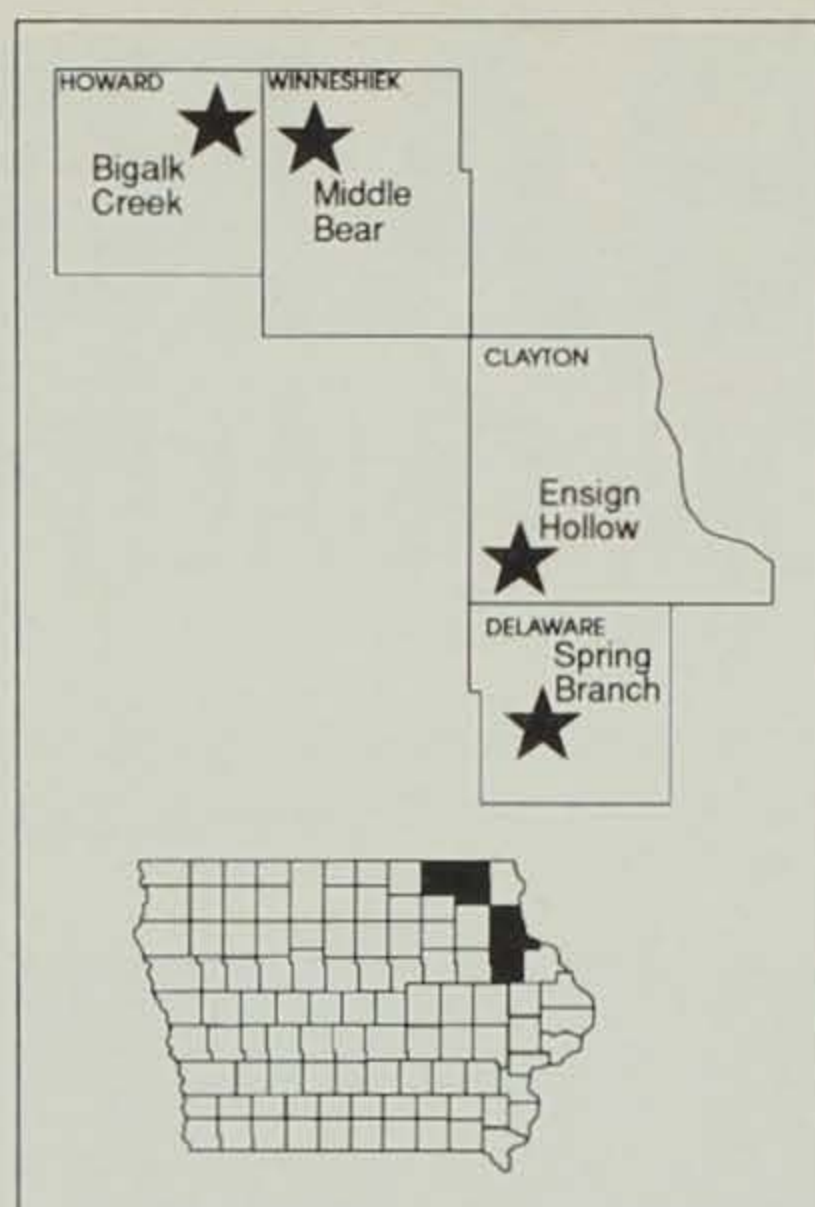 HOWARD
Bigalk
Creek
WINNESHIEK
Middle
Bear
CLAYTON
Ensign
Hollow
DELAWARE
Spring
Branch